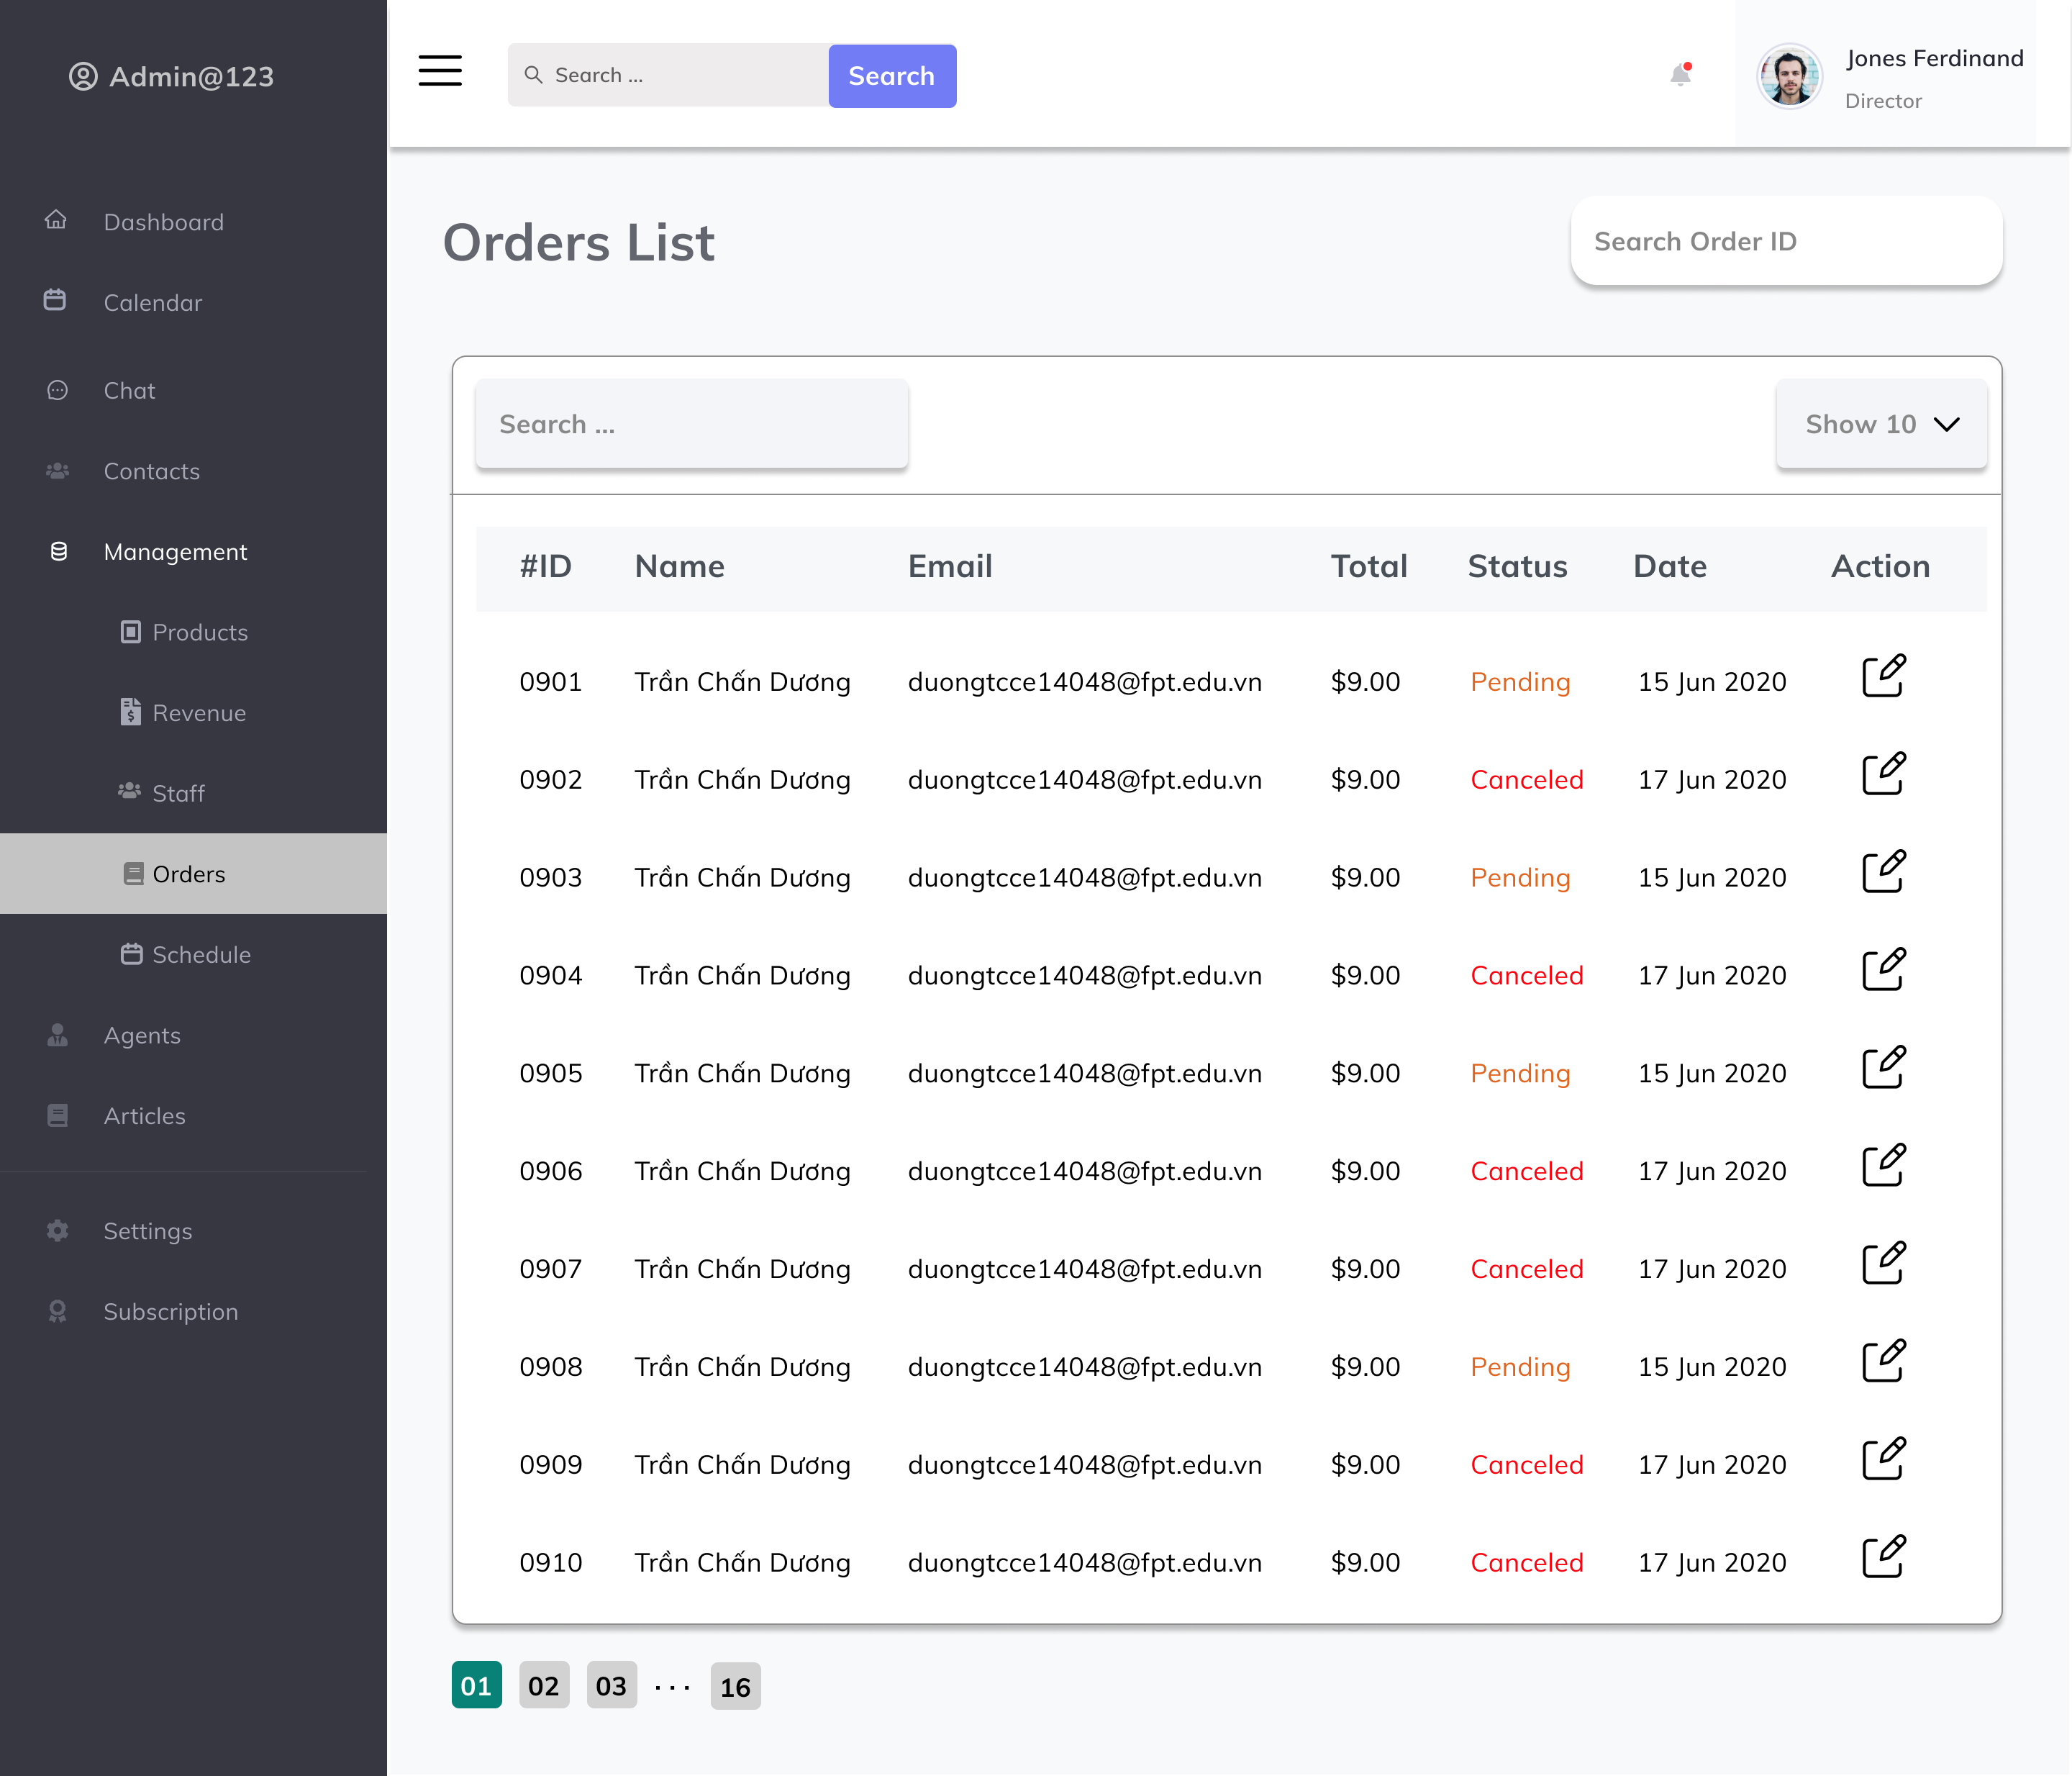 Admin@123
Dashboard
Calendar
Chat
Contacts
Management
Products
Revenue
Staff
Orders
Schedule
Agents
Articles
Settings
Subscription
Search ...
Search
Jones Ferdinand
Director
Orders List
Search Order ID
Search ...
Show 10
#ID Name Email Total Status Date Action
0901 Trần Chấn Dương duongtcce14048@fpt.edu.vn $9.00 Pending 15 Jun 2020
0902 Trần Chấn Dương duongtcce14048@fpt.edu.vn $9.00 Canceled 17 Jun 2020
0903 Trần Chấn Dương duongtcce14048@fpt.edu.vn $9.00 Pending 15 Jun 2020
0904 Trần Chấn Dương duongtcce14048@fpt.edu.vn $9.00 Canceled 17 Jun 2020
0905 Trần Chấn Dương duongtcce14048@fpt.edu.vn $9.00 Pending 15 Jun 2020
0906 Trần Chấn Dương duongtcce14048@fpt.edu.vn $9.00 Canceled 17 Jun 2020
0907 Trần Chấn Dương duongtcce14048@fpt.edu.vn $9.00 Canceled 17 Jun 2020
0908 Trần Chấn Dương duongtcce14048@fpt.edu.vn $9.00 Pending 15 Jun 2020
0909 Trần Chấn Dương duongtcce14048@fpt.edu.vn $9.00 Canceled 17 Jun 2020
0910 Trần Chấn Dương duongtcce14048@fpt.edu.vn $9.00 Canceled 17 Jun 2020
01 02 03 ... 16